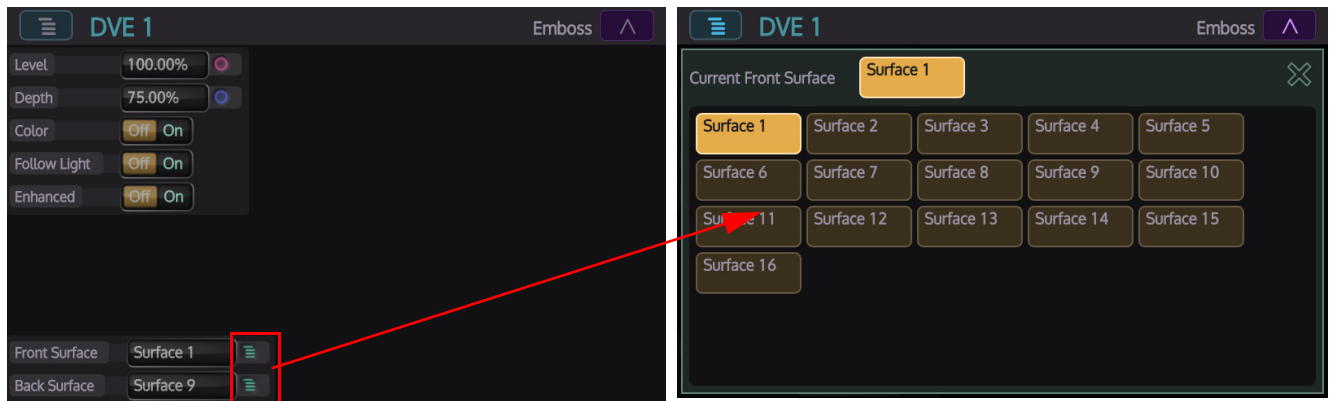 DVE 1
Emboss
Level 100.00%
Depth 75.00%
Color Off On
Follow Light Off On
Enhanced Off On
Front Surface Surface 1
Back Surface Surface 9
DVE 1
Emboss
Current Front Surface Surface 1
Surface 1 Surface 2 Surface 3 Surface 4 Surface 5
Surface 6 Surface 7 Surface 8 Surface 9 Surface 10
Surface 11 Surface 12 Surface 13 Surface 14 Surface 15
Surface 16